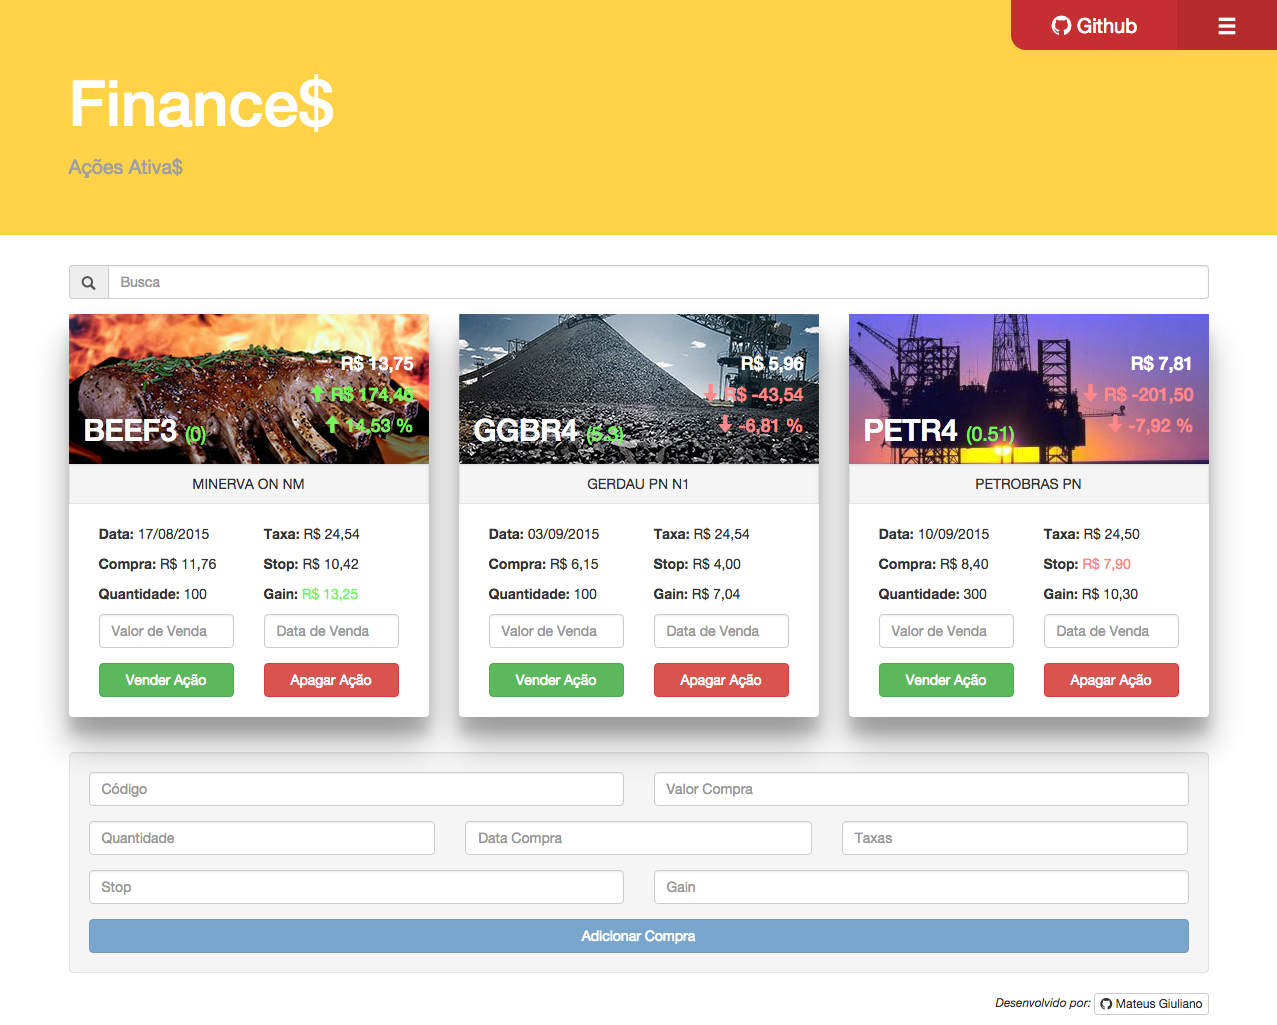 Github
Finance$
Ações Ativa$
Busca
R$ 13,75
R$ 174,46
14,53 %
BEEF3 (0)
MINERVA ON NM
Data: 17/08/2015 Taxa: R$ 24,54
Compra: R$ 11,76 Stop: R$ 10,42
Quantidade: 100 Gain: R$ 13,25
Valor de Venda Data de Venda
Vender Ação Apagar Ação
R$ 5,96
R$ -43,54
-6,81 %
GGBR4 (5.3)
GERDAU PN N1
Data: 03/09/2015 Taxa: R$ 24,54
Compra: R$ 6,15 Stop: R$ 4,00
Quantidade: 100 Gain: R$ 7,04
Valor de Venda Data de Venda
Vender Ação Apagar Ação
R$ 7,81
R$ -201,50
-7,92 %
PETR4 (0.51)
PETROBRAS PN
Data: 10/09/2015 Taxa: R$ 24,50
Compra: R$ 8,40 Stop: R$ 7,90
Quantidade: 300 Gain: R$ 10,30
Valor de Venda Data de Venda
Vender Ação Apagar Ação
Código Valor Compra
Quantidade Data Compra Taxas
Stop Gain
Adicionar Compra
Desenvolvido por: Mateus Giuliano